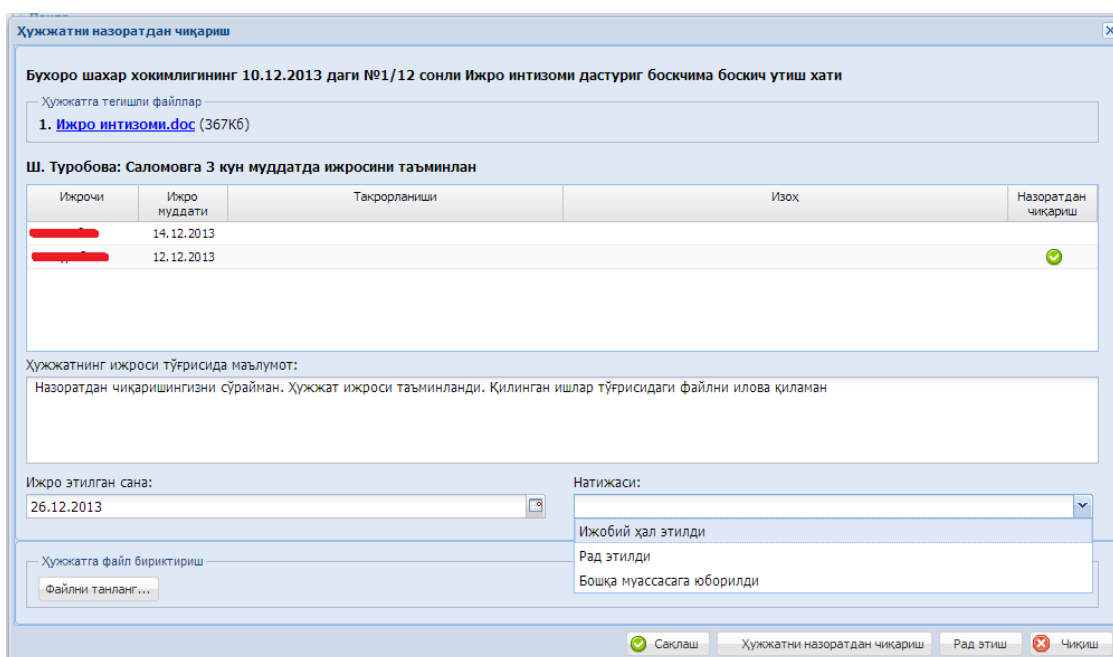 Ҳужжатни назоратдан чиқариш
Бухоро шахар хокимлигининг 10.12.2013 даги №1/12 сонли Ижро интизоми дастуриг боскчима боскич утиш хати
Ҳужжатга тегишли файллар
1. Ижро интизоми.doc (367Кб)
Ш. Туробова: Саломовга 3 кун муддатда ижросини таъминлан
Ижрочи Ижро муддати Такрорланиши Изоҳ Назоратдан чиқариш
14.12.2013
12.12.2013
Ҳужжатнинг ижроси тўғрисида маълумот:
Назоратдан чиқаришингизни сўрайман. Ҳужжат ижроси таъминланди. Қилинган ишлар тўғрисидаги файлни илова қиламан
Ижро этилган сана: Натижаси:
26.12.2013
Ижобий ҳал этилди
Рад этилди
Бошқа муассасага юборилди
Ҳужжатга файл бириктириш
Файлни танланг...
Сақлаш Ҳужжатни назоратдан чиқариш Рад этиш Чиқиш